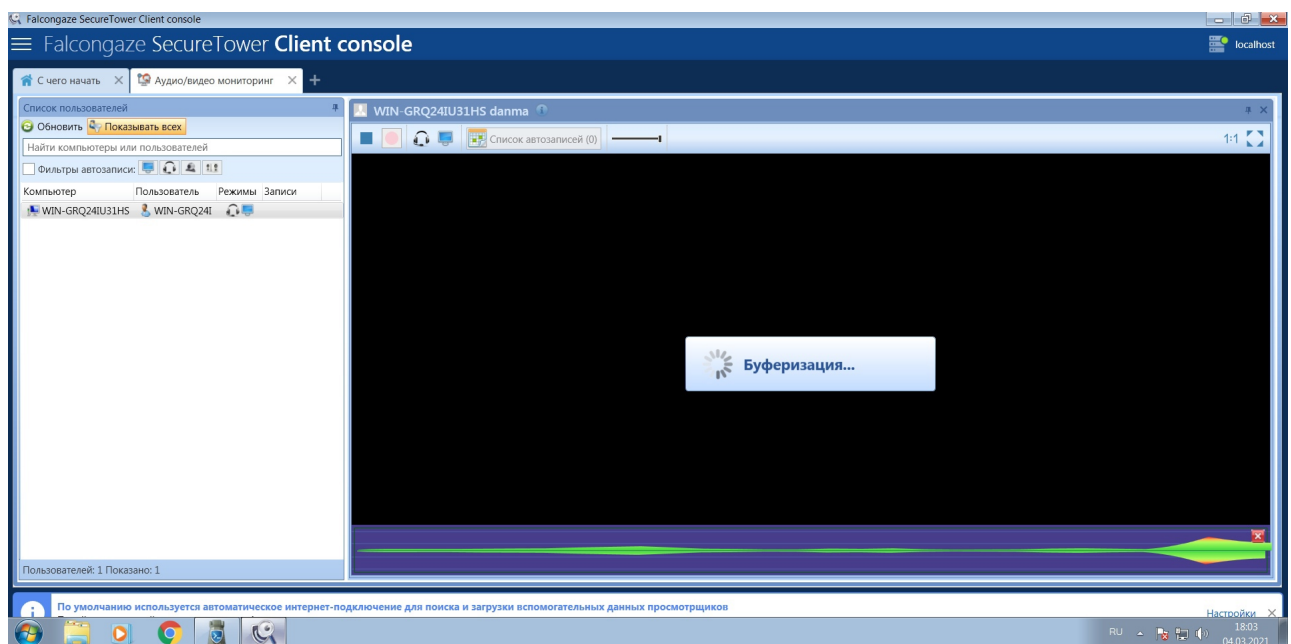 Falcongaze SecureTower Client console
Falcongaze SecureTower Client console
localhost
С чего начать
Аудио/видео мониторинг
Список пользователей
Обновить Показывать всех
Найти компьютеры или пользователей
Фильтры автозаписи:
Компьютер Пользователь Режимы Записи
WIN-GRQ24IU31HS WIN-GRQ24I
Пользователей: 1 Показано: 1
WIN-GRQ24IU31HS danma
Список автозаписей (0)
1:1
Буферизация...
По умолчанию используется автоматическое интернет-подключение для поиска и загрузки вспомогательных данных просмотрщиков
Настройки
RU
18:03
04.03.2021